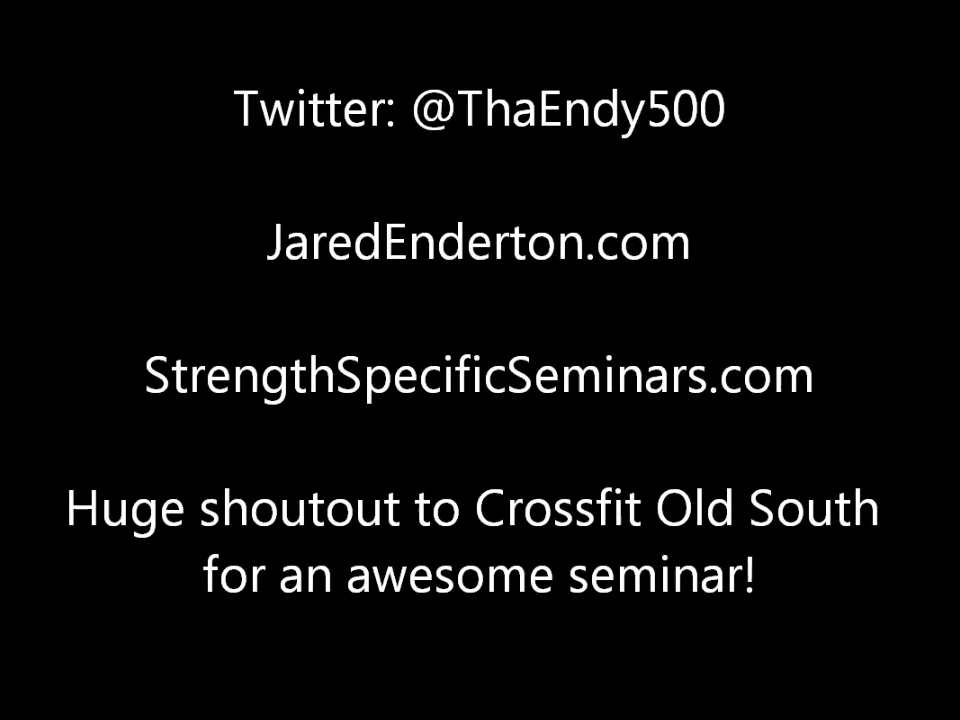 Twitter: @ThaEndy500
JaredEnderton.com
StrengthSpecificSeminars.com
Huge shoutout to Crossfit Old South
for an awesome seminar!